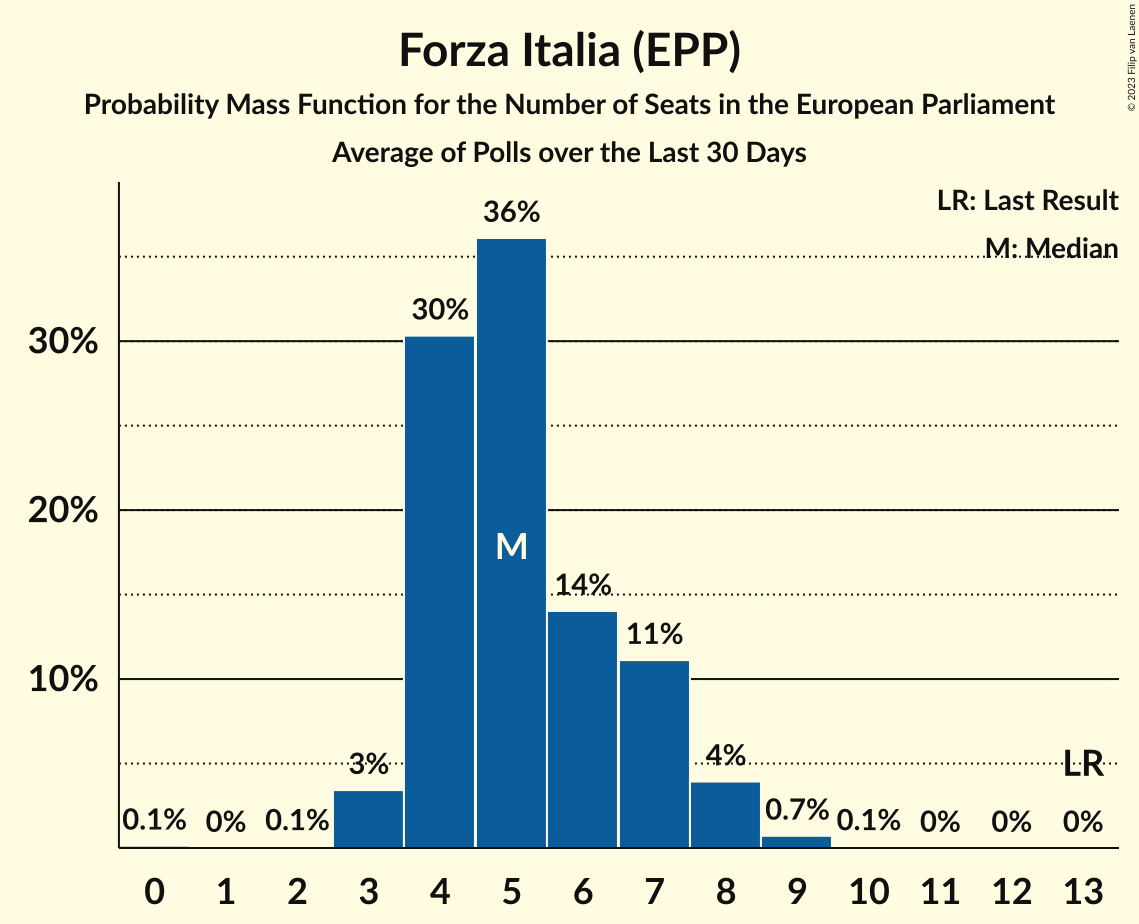 Forza Italia (EPP)
Probability Mass Function for the Number of Seats in the European Parliament
Average of Polls over the Last 30 Days
© 2023 Filip van Laenen
LR: Last Result
M: Median
36%
30%
30%
20%
M
14%
11%
10%
3%
4%
LR
0.1%
0%
0.1%
0.7%
0.1%
0%
0%
0%
0 1 2 3 4 5 6 7 8 9 10 11 12 13